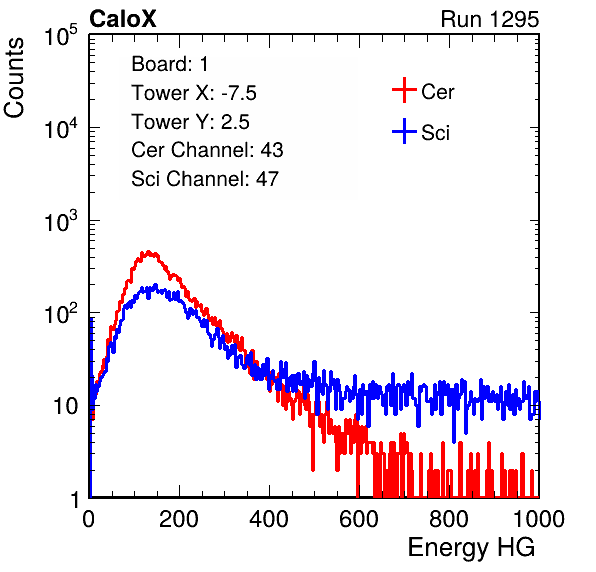 CaloX Run 1295
Counts
Board: 1
Tower X: -7.5
Tower Y: 2.5
Cer Channel: 43
Sci Channel: 47
Cer
Sci
10^5
10^4
10^3
10^2
10
1
0 200 400 600 800 1000
Energy HG